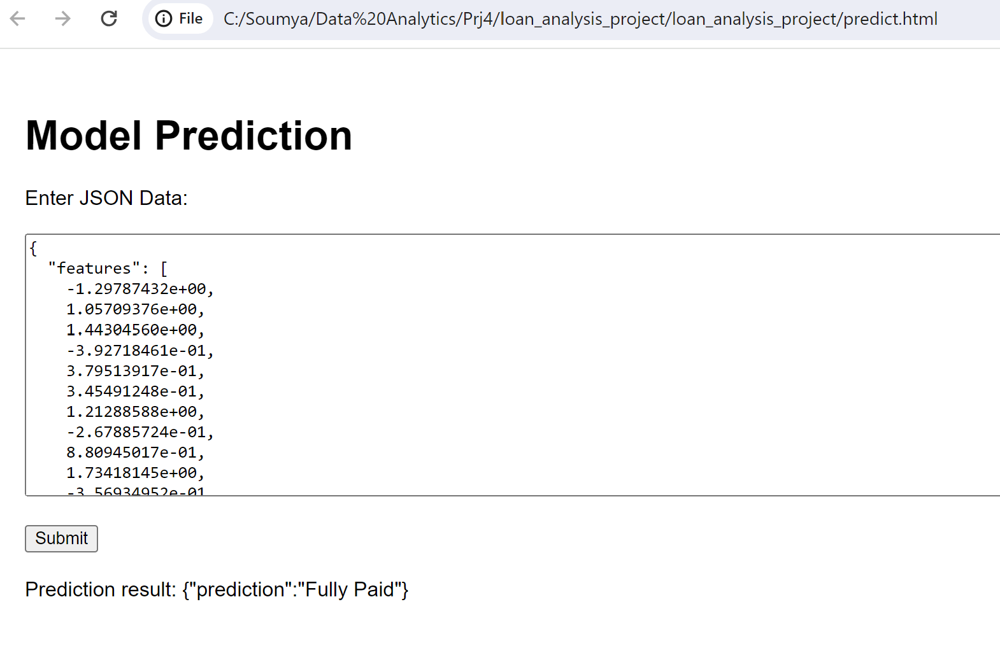 File C:/Soumya/Data%20Analytics/Prj4/loan_analysis_project/loan_analysis_project/predict.html
Model Prediction
Enter JSON Data:
{
"features": [
-1.29787432e+00,
1.05709376e+00,
1.44304560e+00,
-3.92718461e-01,
3.79513917e-01,
3.45491248e-01,
1.21288588e+00,
-2.67885724e-01,
8.80945017e-01,
1.73418145e+00,
-3.56934952e-01
Submit
Prediction result: {"prediction":"Fully Paid"}